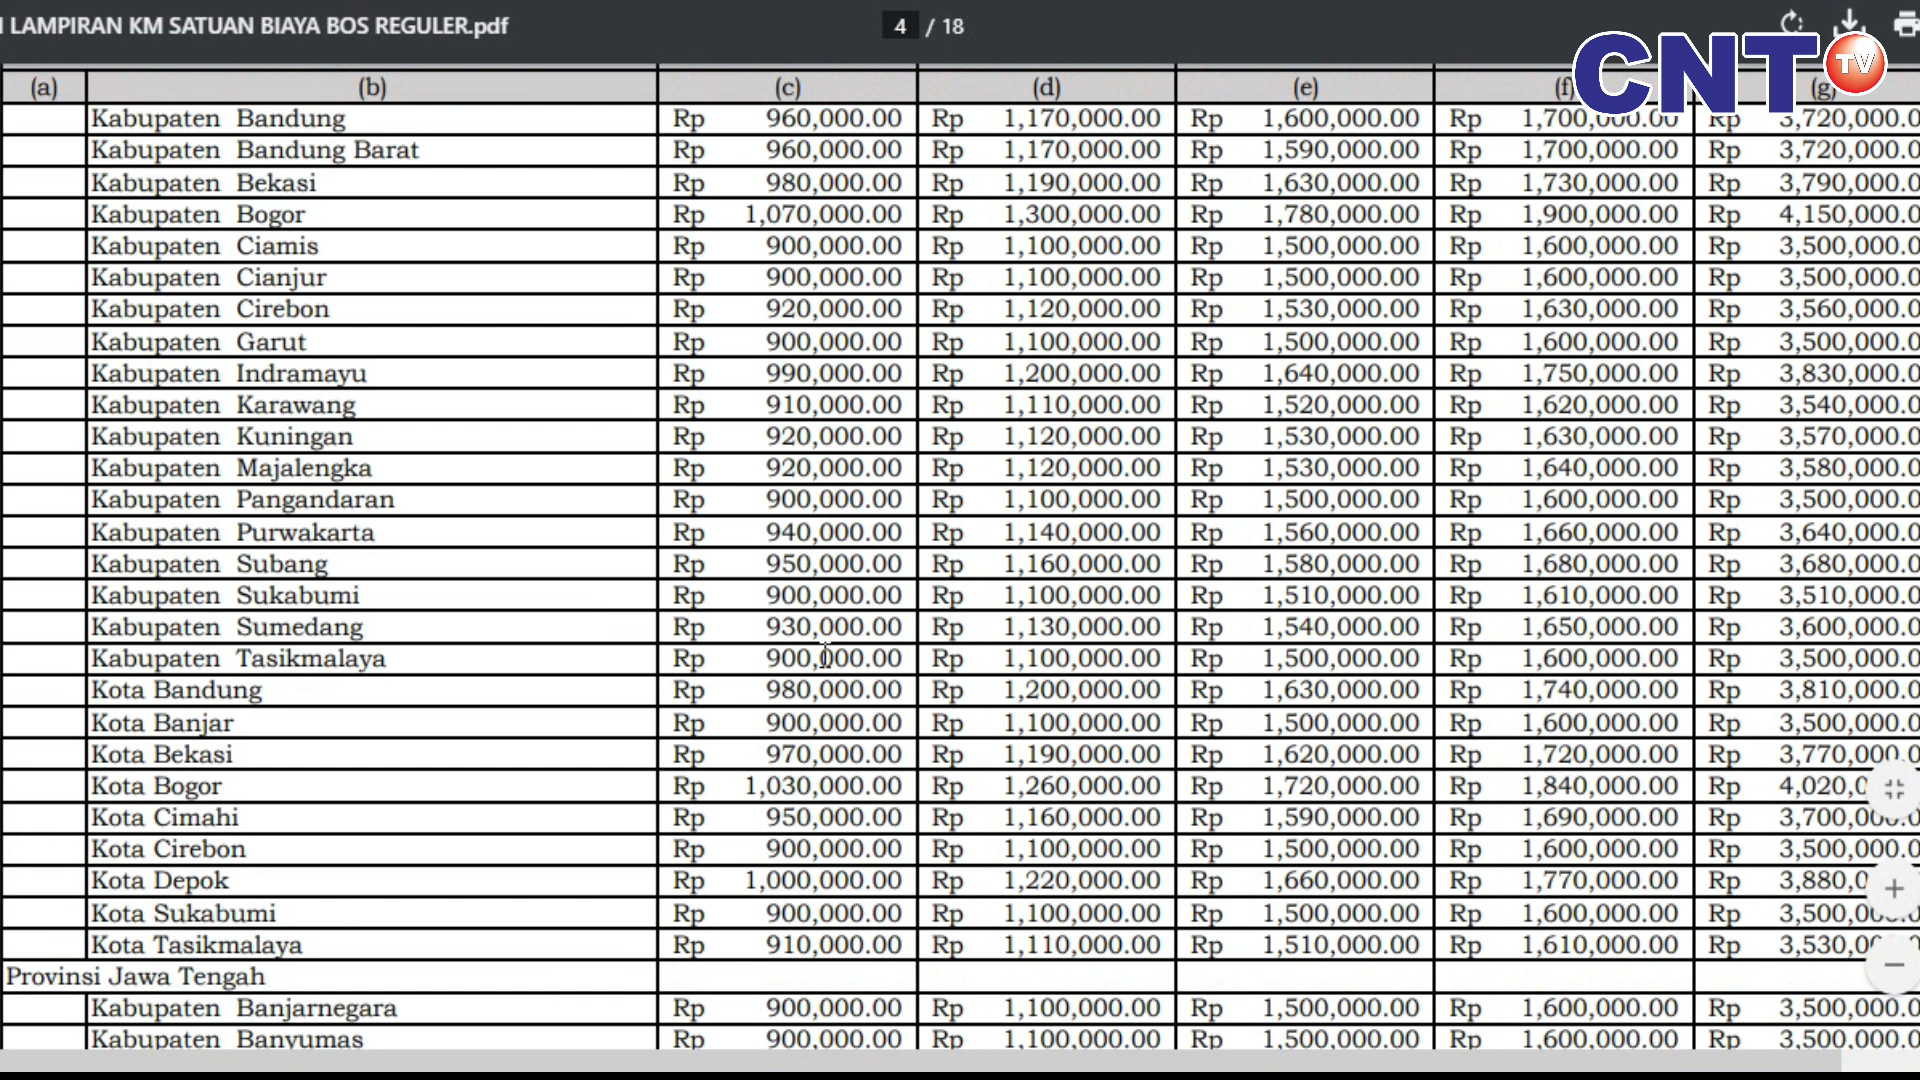 I LAMPIRAN KM SATUAN BIAYA BOS REGULER.pdf 4 / 18
CNT TV
(a) (b) (c) (d) (e) (f) (g)
Kabupaten Bandung Rp 960,000.00 Rp 1,170,000.00 Rp 1,600,000.00 Rp 1,700,000.00 Rp 3,720,000.0
Kabupaten Bandung Barat Rp 960,000.00 Rp 1,170,000.00 Rp 1,590,000.00 Rp 1,700,000.00 Rp 3,720,000.0
Kabupaten Bekasi Rp 980,000.00 Rp 1,190,000.00 Rp 1,630,000.00 Rp 1,730,000.00 Rp 3,790,000.0
Kabupaten Bogor Rp 1,070,000.00 Rp 1,300,000.00 Rp 1,780,000.00 Rp 1,900,000.00 Rp 4,150,000.0
Kabupaten Ciamis Rp 900,000.00 Rp 1,100,000.00 Rp 1,500,000.00 Rp 1,600,000.00 Rp 3,500,000.0
Kabupaten Cianjur Rp 900,000.00 Rp 1,100,000.00 Rp 1,500,000.00 Rp 1,600,000.00 Rp 3,500,000.0
Kabupaten Cirebon Rp 920,000.00 Rp 1,120,000.00 Rp 1,530,000.00 Rp 1,630,000.00 Rp 3,560,000.0
Kabupaten Garut Rp 900,000.00 Rp 1,100,000.00 Rp 1,500,000.00 Rp 1,600,000.00 Rp 3,500,000.0
Kabupaten Indramayu Rp 990,000.00 Rp 1,200,000.00 Rp 1,640,000.00 Rp 1,750,000.00 Rp 3,830,000.0
Kabupaten Karawang Rp 910,000.00 Rp 1,110,000.00 Rp 1,520,000.00 Rp 1,620,000.00 Rp 3,540,000.0
Kabupaten Kuningan Rp 920,000.00 Rp 1,120,000.00 Rp 1,530,000.00 Rp 1,630,000.00 Rp 3,570,000.0
Kabupaten Majalengka Rp 920,000.00 Rp 1,120,000.00 Rp 1,530,000.00 Rp 1,640,000.00 Rp 3,580,000.0
Kabupaten Pangandaran Rp 900,000.00 Rp 1,100,000.00 Rp 1,500,000.00 Rp 1,600,000.00 Rp 3,500,000.0
Kabupaten Purwakarta Rp 940,000.00 Rp 1,140,000.00 Rp 1,560,000.00 Rp 1,660,000.00 Rp 3,640,000.0
Kabupaten Subang Rp 950,000.00 Rp 1,160,000.00 Rp 1,580,000.00 Rp 1,680,000.00 Rp 3,680,000.0
Kabupaten Sukabumi Rp 900,000.00 Rp 1,100,000.00 Rp 1,510,000.00 Rp 1,610,000.00 Rp 3,510,000.0
Kabupaten Sumedang Rp 930,000.00 Rp 1,130,000.00 Rp 1,540,000.00 Rp 1,650,000.00 Rp 3,600,000.0
Kabupaten Tasikmalaya Rp 900,000.00 Rp 1,100,000.00 Rp 1,500,000.00 Rp 1,600,000.00 Rp 3,500,000.0
Kota Bandung Rp 980,000.00 Rp 1,200,000.00 Rp 1,630,000.00 Rp 1,740,000.00 Rp 3,810,000.0
Kota Banjar Rp 900,000.00 Rp 1,100,000.00 Rp 1,500,000.00 Rp 1,600,000.00 Rp 3,500,000.0
Kota Bekasi Rp 970,000.00 Rp 1,190,000.00 Rp 1,620,000.00 Rp 1,720,000.00 Rp 3,770,000.0
Kota Bogor Rp 1,030,000.00 Rp 1,260,000.00 Rp 1,720,000.00 Rp 1,840,000.00 Rp 4,020,0
Kota Cimahi Rp 950,000.00 Rp 1,160,000.00 Rp 1,590,000.00 Rp 1,690,000.00 Rp 3,700,000.0
Kota Cirebon Rp 900,000.00 Rp 1,100,000.00 Rp 1,500,000.00 Rp 1,600,000.00 Rp 3,500,000.0
Kota Depok Rp 1,000,000.00 Rp 1,220,000.00 Rp 1,660,000.00 Rp 1,770,000.00 Rp 3,880,0
Kota Sukabumi Rp 900,000.00 Rp 1,100,000.00 Rp 1,500,000.00 Rp 1,600,000.00 Rp 3,500,000.0
Kota Tasikmalaya Rp 910,000.00 Rp 1,110,000.00 Rp 1,510,000.00 Rp 1,610,000.00 Rp 3,530,0
Provinsi Jawa Tengah
Kabupaten Banjarnegara Rp 900,000.00 Rp 1,100,000.00 Rp 1,500,000.00 Rp 1,600,000.00 Rp 3,500,000.0
Kabupaten Banyumas Rp 900,000.00 Rp 1,100,000.00 Rp 1,500,000.00 Rp 1,600,000.00 Rp 3,500,000.0